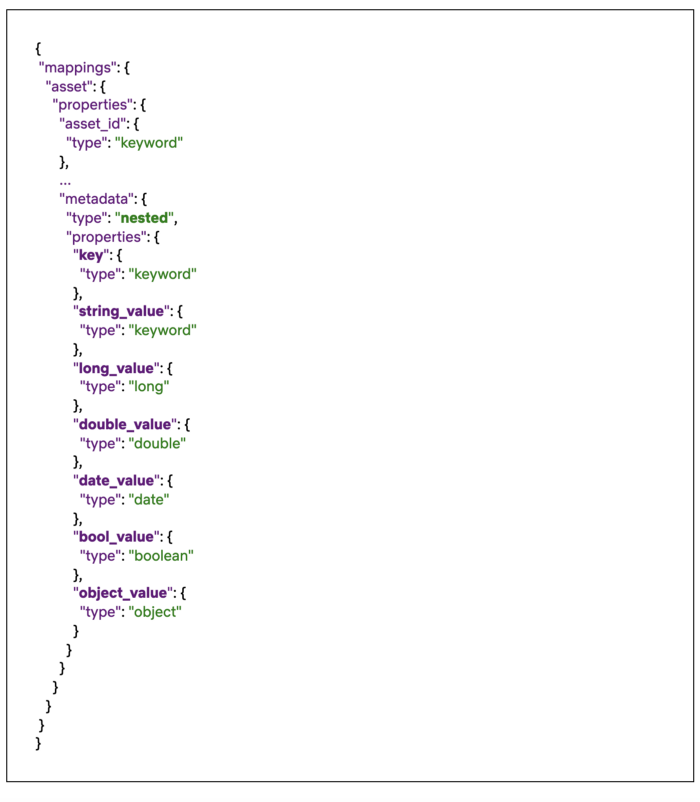 {
"mappings": {
"asset": {
"properties": {
"asset_id": {
"type": "keyword"
},
...
"metadata": {
"type": "nested",
"properties": {
"key": {
"type": "keyword"
},
"string_value": {
"type": "keyword"
},
"long_value": {
"type": "long"
},
"double_value": {
"type": "double"
},
"date_value": {
"type": "date"
},
"bool_value": {
"type": "boolean"
},
"object_value": {
"type": "object"
}
}
}
}
}
}
}